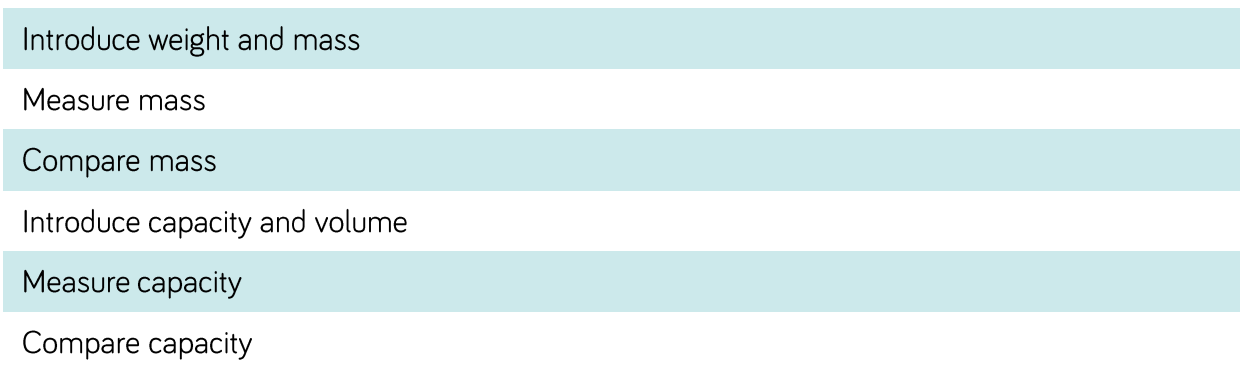 Introduce weight and mass
Measure mass
Compare mass
Introduce capacity and volume
Measure capacity
Compare capacity